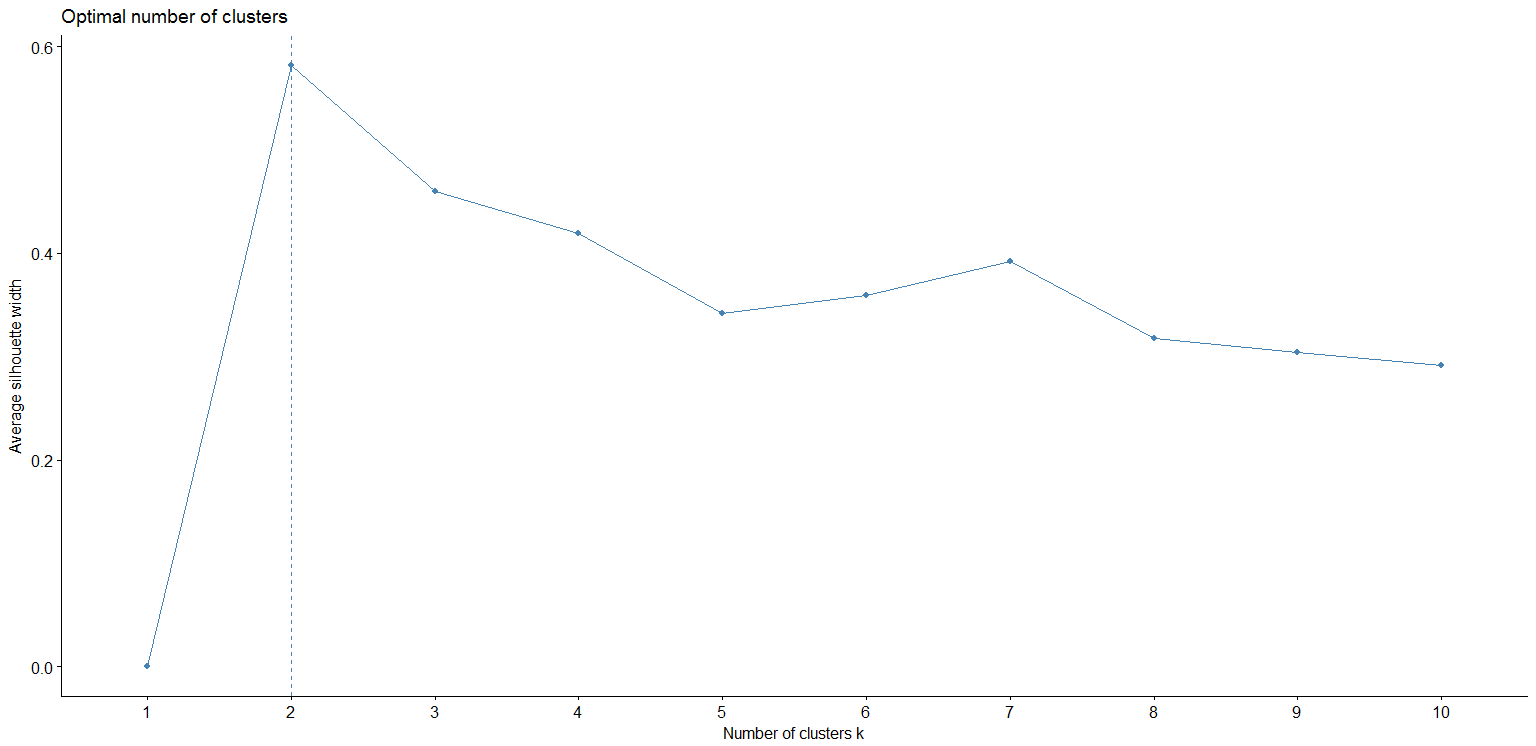 Optimal number of clusters
0.6
0.4
0.2
0.0
Average silhouette width
1 2 3 4 5 6 7 8 9 10
Number of clusters k